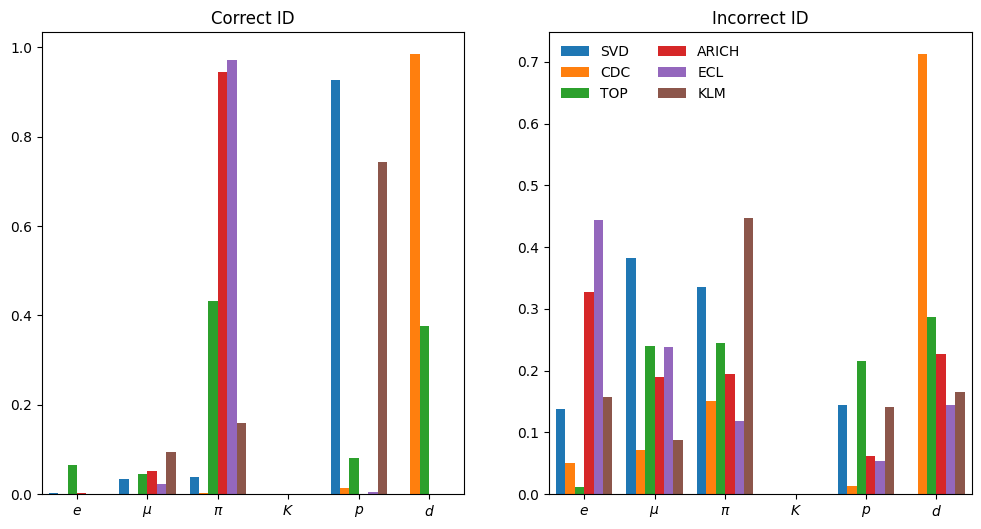 Correct ID
1.0
0.8
0.6
0.4
0.2
0.0
e μ π K p d
Incorrect ID
SVD ARICH
CDC ECL
TOP KLM
0.7
0.6
0.5
0.4
0.3
0.2
0.1
0.0
e μ π K p d